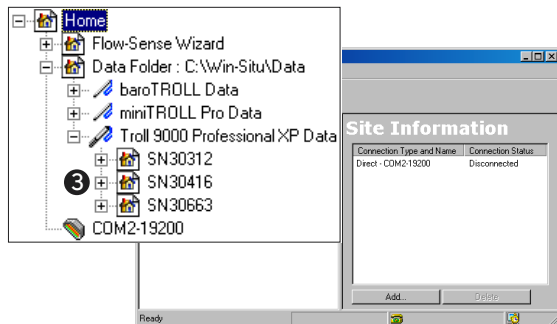 Home
Flow-Sense Wizard
Data Folder : C:\Win-Situ\Data
baroTROLL Data
miniTROLL Pro Data
Troll 9000 Professional XP Data
SN30312
3 SN30416
SN30663
COM2-19200
Site Information
Connection Type and Name Connection Status
Direct - COM2-19200 Disconnected
Add... Delete
Ready